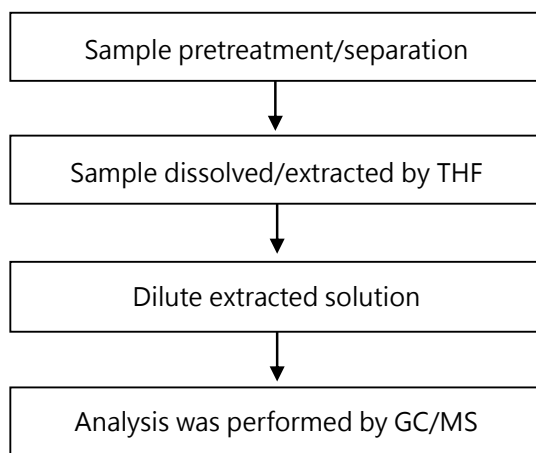 Sample pretreatment/separation
Sample dissolved/extracted by THF
Dilute extracted solution
Analysis was performed by GC/MS